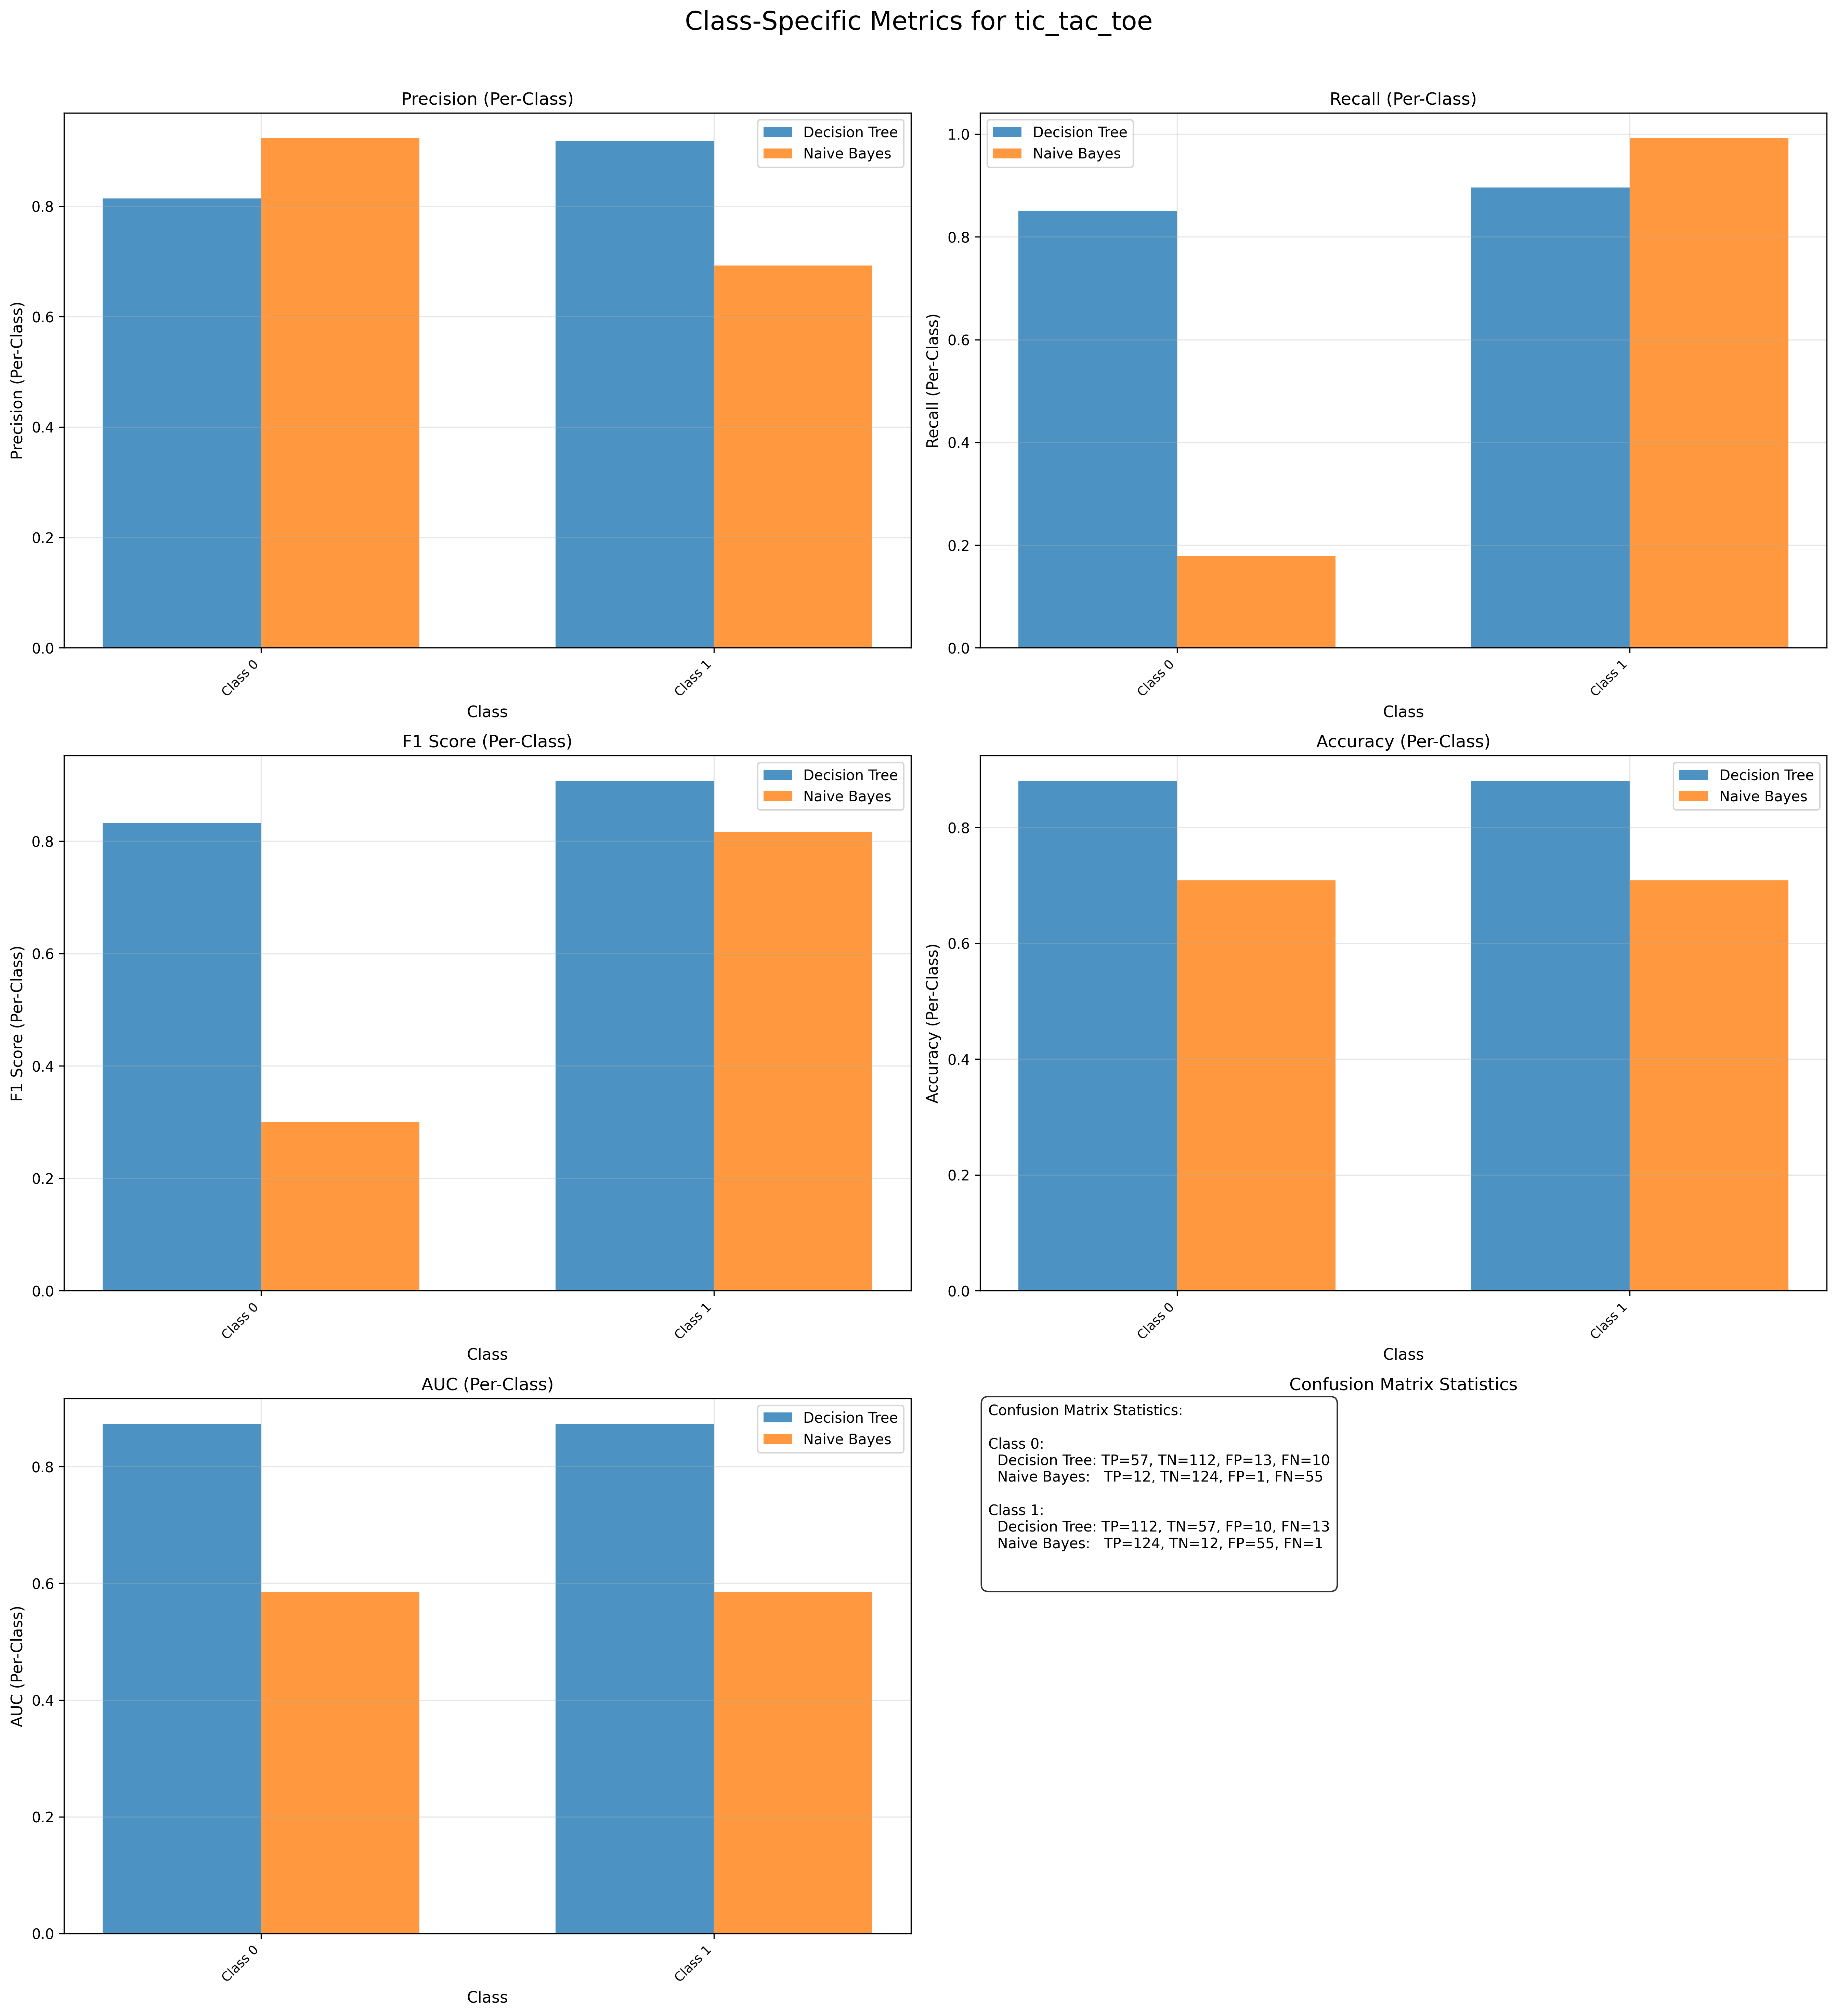 Class-Specific Metrics for tic_tac_toe
Precision (Per-Class)
Precision (Per-Class)
0.8
0.6
0.4
0.2
0.0
Decision Tree
Naive Bayes
Class 0
Class 1
Class
Recall (Per-Class)
Recall (Per-Class)
1.0
0.8
0.6
0.4
0.2
0.0
Decision Tree
Naive Bayes
Class 0
Class 1
Class
F1 Score (Per-Class)
F1 Score (Per-Class)
0.8
0.6
0.4
0.2
0.0
Decision Tree
Naive Bayes
Class 0
Class 1
Class
Accuracy (Per-Class)
Accuracy (Per-Class)
0.8
0.6
0.4
0.2
0.0
Decision Tree
Naive Bayes
Class 0
Class 1
Class
AUC (Per-Class)
AUC (Per-Class)
0.8
0.6
0.4
0.2
0.0
Decision Tree
Naive Bayes
Class 0
Class 1
Class
Confusion Matrix Statistics
Confusion Matrix Statistics:
Class 0:
Decision Tree: TP=57, TN=112, FP=13, FN=10
Naive Bayes: TP=12, TN=124, FP=1, FN=55
Class 1:
Decision Tree: TP=112, TN=57, FP=10, FN=13
Naive Bayes: TP=124, TN=12, FP=55, FN=1